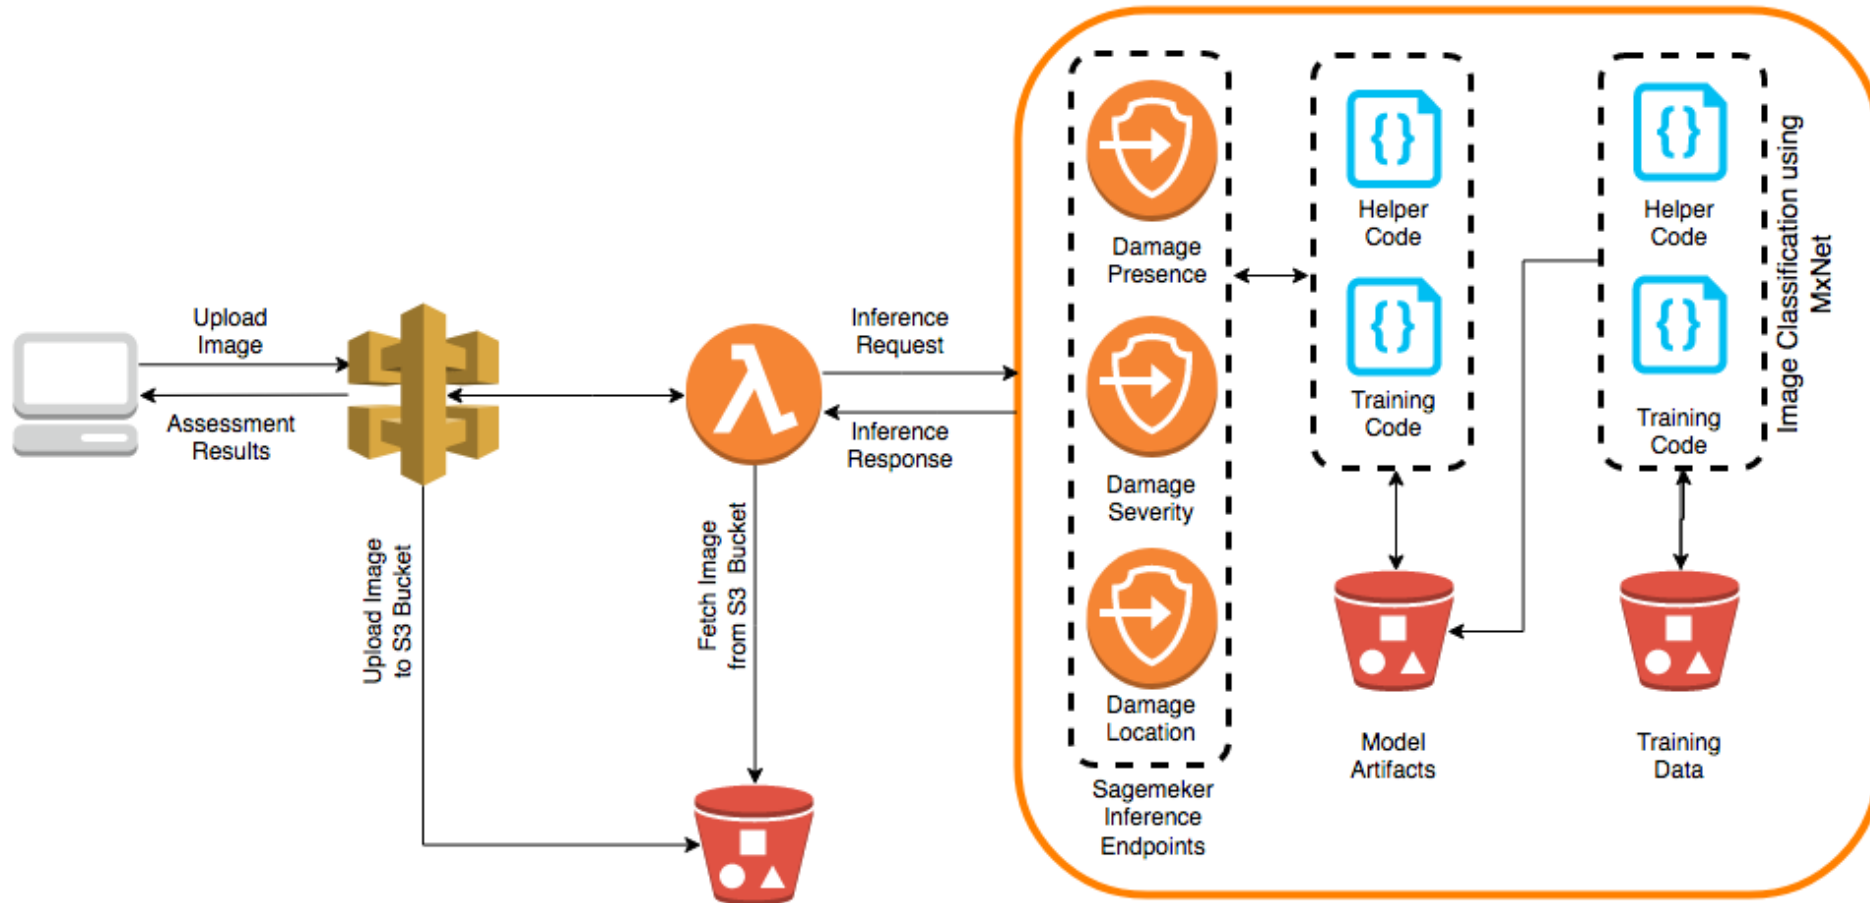 Upload
Image
Assessment
Results
Upload Image
to S3 Bucket
Fetch Image
from S3 Bucket
Inference
Request
Inference
Response
Damage
Presence
Damage
Severity
Damage
Location
Sagemeker
Inference
Endpoints
Helper
Code
Training
Code
Model
Artifacts
Helper
Code
Training
Code
Training
Data
Image Classification using
MxNet